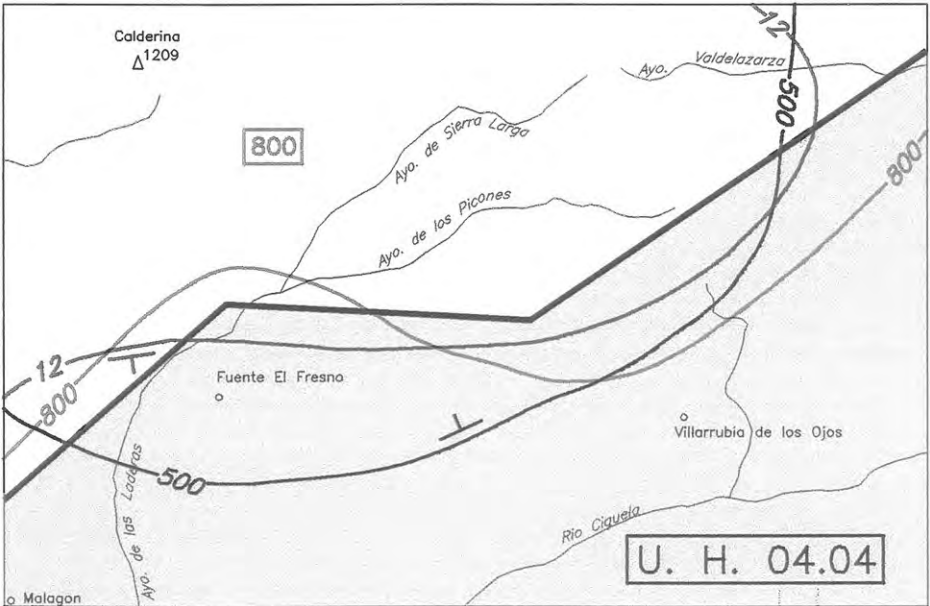 Calderina
1209
12
Ayo. Valdelazarza
500
800
800
Ayo. de Sierra Larga
Ayo. de los Picones
12
800
Fuente El Fresno
500
Villarrubia de los Ojos
Ayo. de las Laderas
Rio Ciguela
U. H. 04.04
Malagon